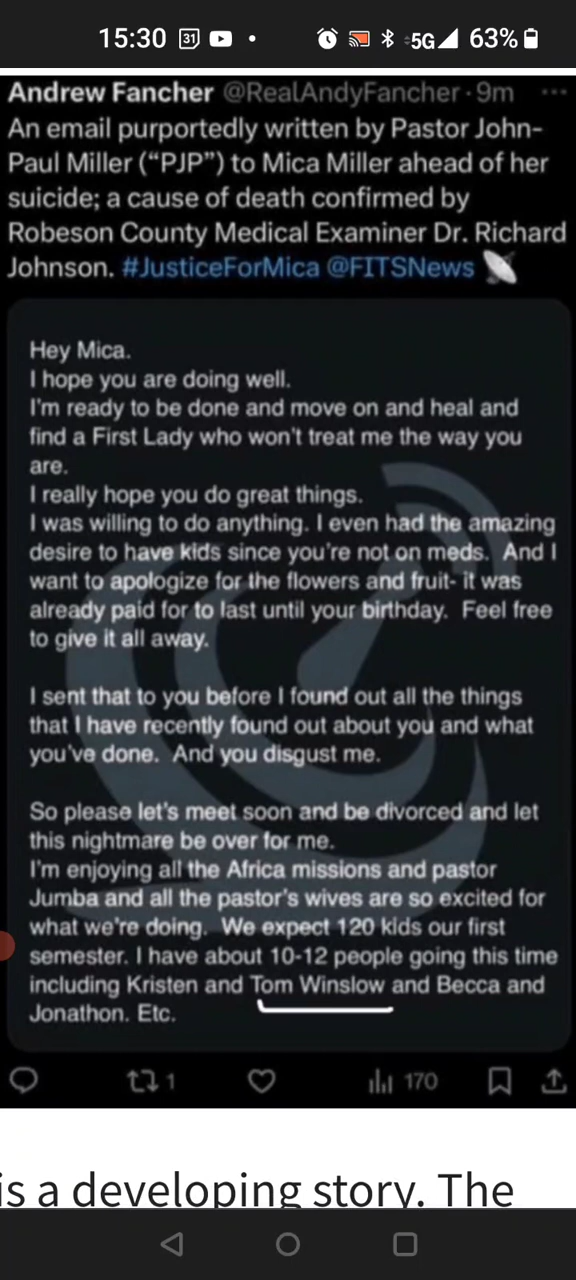 15:30 31 5G 63%
Andrew Fancher @RealAndyFancher · 9m ...
An email purportedly written by Pastor John-
Paul Miller (“PJP”) to Mica Miller ahead of her
suicide; a cause of death confirmed by
Robeson County Medical Examiner Dr. Richard
Johnson. #JusticeForMica @FITSNews
Hey Mica.
I hope you are doing well.
I'm ready to be done and move on and heal and
find a First Lady who won't treat me the way you
are.
I really hope you do great things.
I was willing to do anything. I even had the amazing
desire to have kids since you're not on meds.  And I
want to apologize for the flowers and fruit- it was
already paid for to last until your birthday.  Feel free
to give it all away.
I sent that to you before I found out all the things
that I have recently found out about you and what
you've done.  And you disgust me.
So please let's meet soon and be divorced and let
this nightmare be over for me.
I'm enjoying all the Africa missions and pastor
Jumba and all the pastor's wives are so excited for
what we're doing.  We expect 120 kids our first
semester. I have about 10-12 people going this time
including Kristen and Tom Winslow and Becca and
Jonathon. Etc.
1 170
is a developing story. The